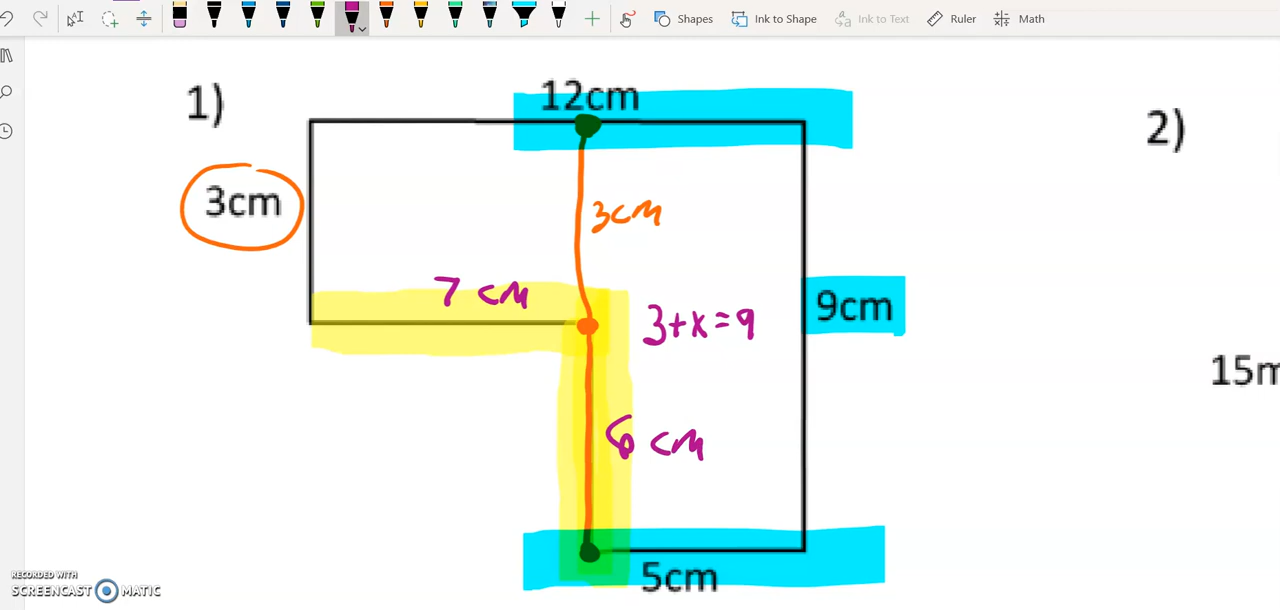 Shapes
Ink to Shape
Ink to Text
Ruler
Math
1)
12cm
2)
3cm
3cm
7 cm
3+x=9
9cm
15m
6 cm
5cm
RECORDED WITH
SCREENCAST MATIC